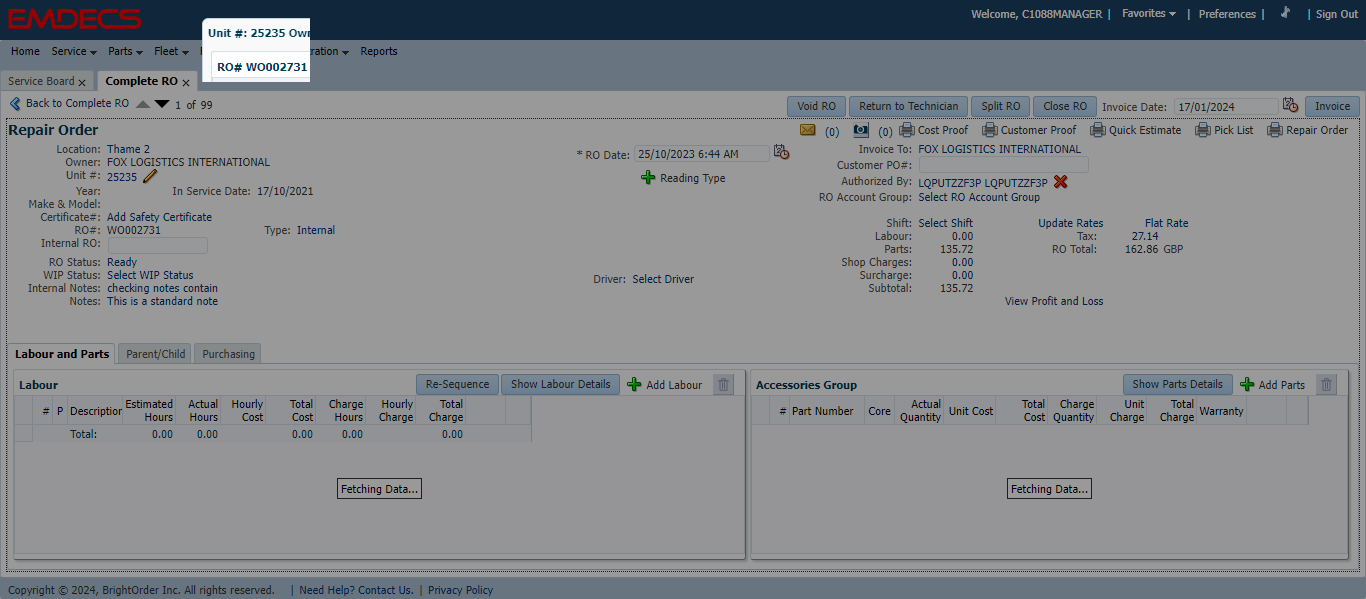 EMDECS
Welcome, C1088MANAGER | Favorites | Preferences | | Sign Out
Unit #: 25235 Own
RO# WO002731
Home Service Parts Fleet ration Reports
Service Board x Complete RO x
Back to Complete RO 1 of 99
Void RO Return to Technician Split RO Close RO Invoice Date: 17/01/2024 Invoice
Repair Order
(0) (0) Cost Proof Customer Proof Quick Estimate Pick List Repair Order
Location: Thame 2
Owner: FOX LOGISTICS INTERNATIONAL
Unit #: 25235
Year: In Service Date: 17/10/2021
Make & Model:
Certificate#: Add Safety Certificate
RO#: WO002731 Type: Internal
Internal RO:
RO Status: Ready
WIP Status: Select WIP Status
Internal Notes: checking notes contain
Notes: This is a standard note
* RO Date: 25/10/2023 6:44 AM
Reading Type
Driver: Select Driver
Invoice To: FOX LOGISTICS INTERNATIONAL
Customer PO#:
Authorized By: LQPUTZZF3P LQPUTZZF3P
RO Account Group: Select RO Account Group
Shift: Select Shift Update Rates Flat Rate
Labour: 0.00 Tax: 27.14
Parts: 135.72 RO Total: 162.86 GBP
Shop Charges: 0.00
Surcharge: 0.00
Subtotal: 135.72
View Profit and Loss
Labour and Parts Parent/Child Purchasing
Labour Re-Sequence Show Labour Details Add Labour
# P Description Estimated Hours Actual Hours Hourly Cost Total Cost Charge Hours Hourly Charge Total Charge
Total: 0.00 0.00 0.00 0.00 0.00
Fetching Data...
Accessories Group Show Parts Details Add Parts
# Part Number Core Actual Quantity Unit Cost Total Cost Charge Quantity Unit Charge Total Charge Warranty
Fetching Data...
Copyright © 2024, BrightOrder Inc. All rights reserved. | Need Help? Contact Us. | Privacy Policy